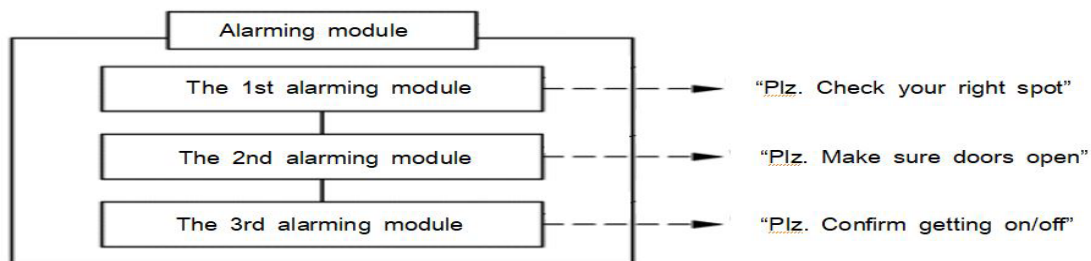 Alarming module
The 1st alarming module
“Plz. Check your right spot”
The 2nd alarming module
“Plz. Make sure doors open”
The 3rd alarming module
“Plz. Confirm getting on/off”